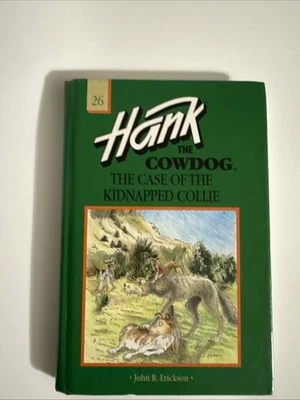 26
Hank
THE
COWDOG
THE CASE OF THE
KIDNAPPED COLLIE
• John R. Erickson •